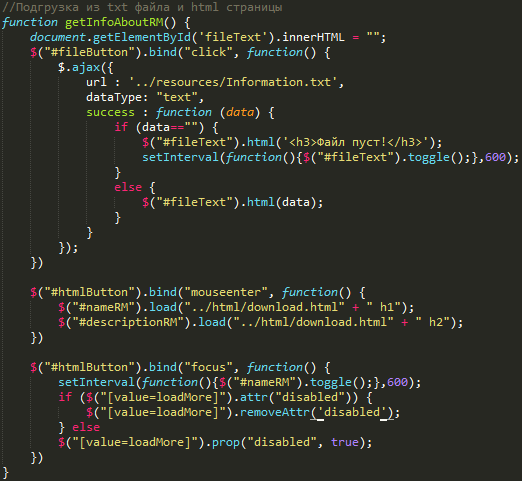 //Подгрузка из txt файла и html страницы
function getInfoAboutRM() {
    document.getElementById('fileText').innerHTML = "";
    $("#fileButton").bind("click", function() {
        $.ajax({
            url : '../resources/Information.txt',
            dataType: "text",
            success : function (data) {
                if (data=="") {
                    $("#fileText").html('<h3>Файл пуст!</h3>');
                    setInterval(function(){$("#fileText").toggle();},600);
                }
                else {
                    $("#fileText").html(data);
                }
            }
        });
    })

    $("#htmlButton").bind("mouseenter", function() {
        $("#nameRM").load("../html/download.html" + " h1");
        $("#descriptionRM").load("../html/download.html" + " h2");
    })

    $("#htmlButton").bind("focus", function() {
        setInterval(function(){$("#nameRM").toggle();},600);
        if ($("[value=loadMore]").attr("disabled")) {
            $("[value=loadMore]").removeAttr('disabled');
        } else
        $("[value=loadMore]").prop("disabled", true);
    })
}